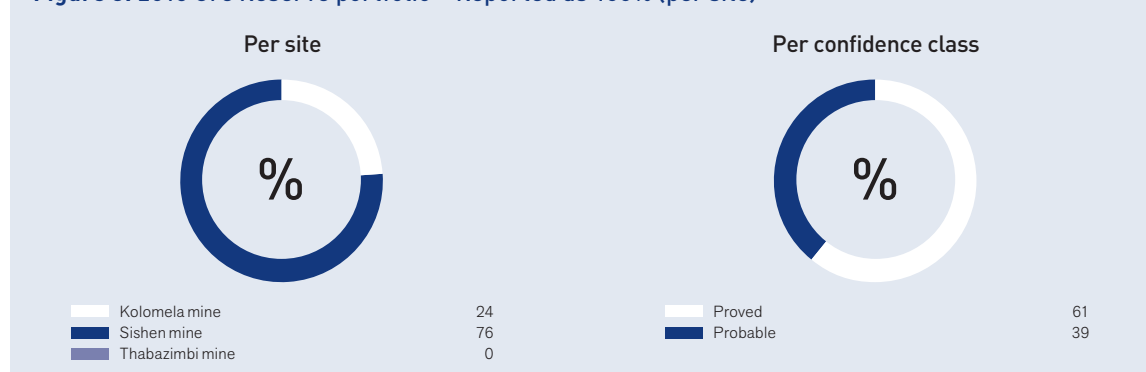 Per site
%
Kolomela mine 24
Sishen mine 76
Thabazimbi mine 0
Per confidence class
%
Proved 61
Probable 39